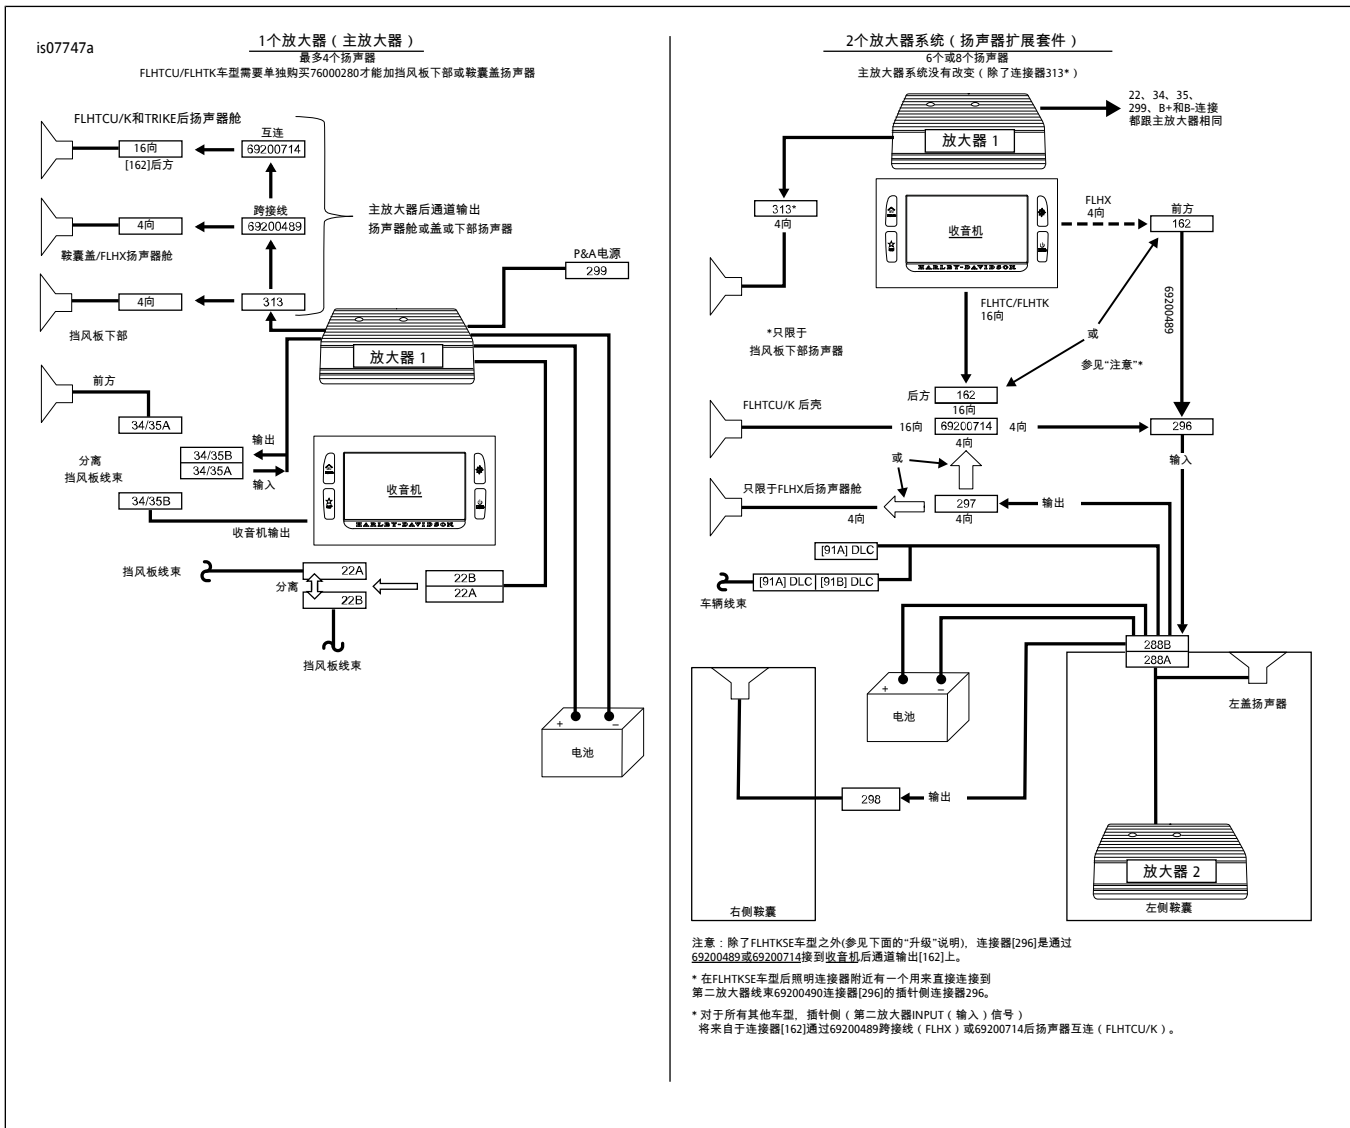 is07747a
1个放大器（主放大器）
最多4个扬声器
FLHTCU/FLHTK车型需要单独购买76000280才能加挡风板下部或鞍囊盖扬声器
FLHTCU/K和TRIKE后扬声器舱
16向
[162]后方
互连
69200714
4向
跨接线
69200489
鞍囊盖/FLHX扬声器舱
主放大器后通道输出
扬声器舱或盖或下部扬声器
4向
313
挡风板下部
P&A电源
299
放大器 1
前方
34/35A
34/35B
34/35A
输出
输入
分离
挡风板线束
34/35B
收音机输出
收音机
HARLEY-DAVIDSON
挡风板线束
22A
分离
22B
22B
22A
挡风板线束
+
−
电池
2个放大器系统（扬声器扩展套件）
6个或8个扬声器
主放大器系统没有改变（除了连接器313*）
放大器 1
22、34、35、
299、B+和B-连接
都跟主放大器相同
313*
4向
收音机
HARLEY-DAVIDSON
FLHX
4向
前方
162
69200489
FLHTC/FLHTK
16向
*只限于
挡风板下部扬声器
或
参见“注意”*
后方
162
16向
FLHTCU/K 后壳
16向
69200714
4向
4向
296
输入
或
只限于FLHX后扬声器舱
4向
297
4向
输出
[91A] DLC
[91A] DLC
[91B] DLC
车辆线束
288B
288A
+
−
电池
左盖扬声器
298
输出
放大器 2
右侧鞍囊
左侧鞍囊
注意：除了FLHTKSE车型之外(参见下面的“升级”说明)，连接器[296]是通过
69200489或69200714接到收音机后通道输出[162]上。
* 在FLHTKSE车型后照明连接器附近有一个用来直接连接到
第二放大器线束69200490连接器[296]的插针侧连接器296。
* 对于所有其他车型，插针侧（第二放大器INPUT（输入）信号）
将来自于连接器[162]通过69200489跨接线（FLHX）或69200714后扬声器互连（FLHTCU/K）。